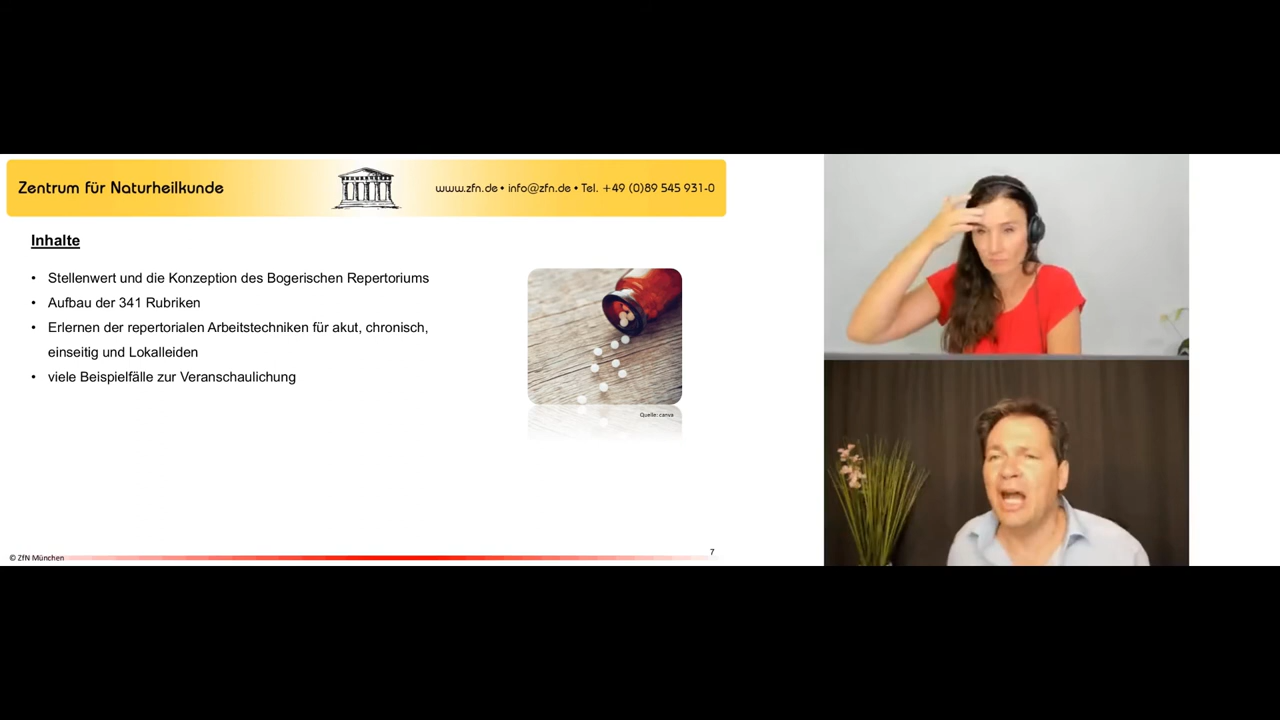 Zentrum für Naturheilkunde
www.zfn.de • info@zfn.de • Tel. +49 (0)89 545 931-0
Inhalte
• Stellenwert und die Konzeption des Bogerischen Repertoriums
• Aufbau der 341 Rubriken
• Erlernen der repertorialen Arbeitstechniken für akut, chronisch,
einseitig und Lokalleiden
• viele Beispielfälle zur Veranschaulichung
Quelle: canva
© ZfN München
7